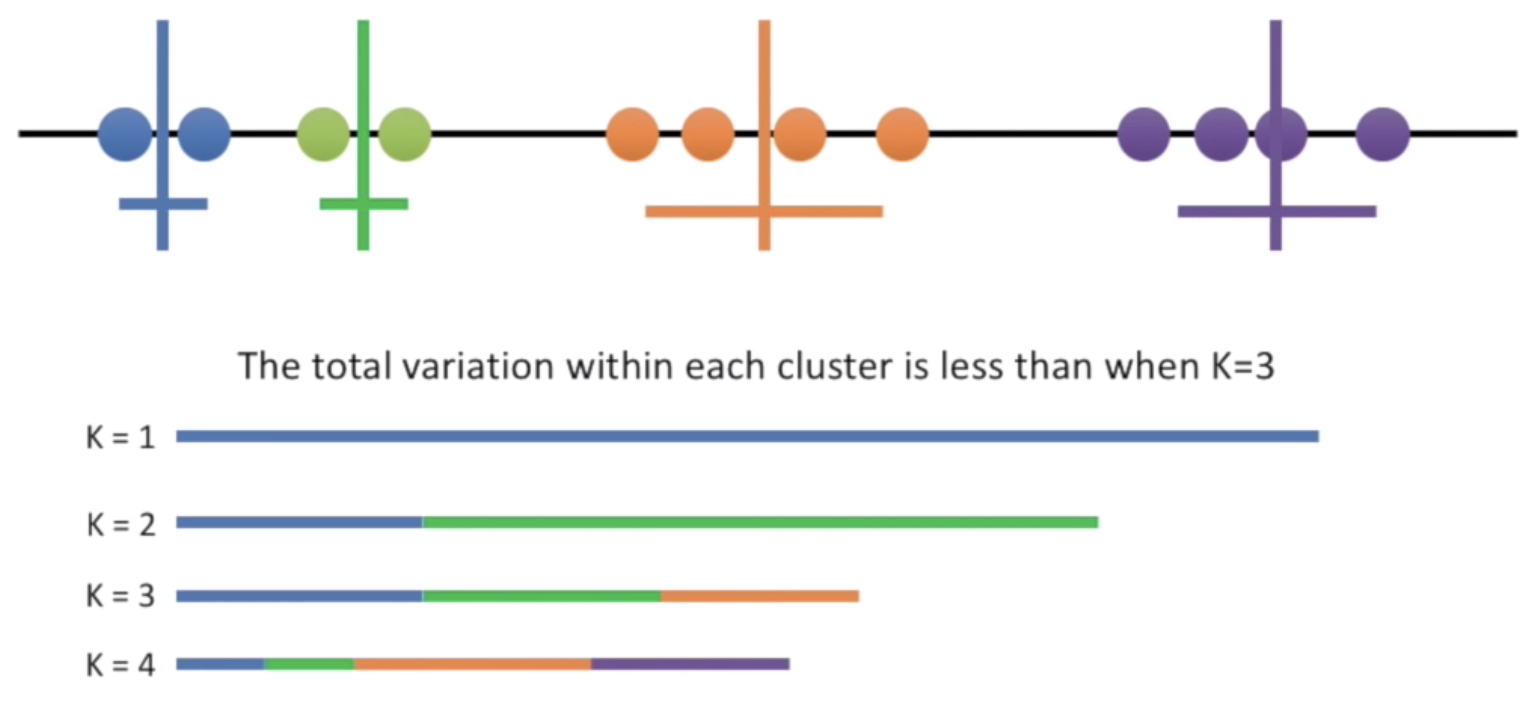 The total variation within each cluster is less than when K=3
K = 1
K = 2
K = 3
K = 4